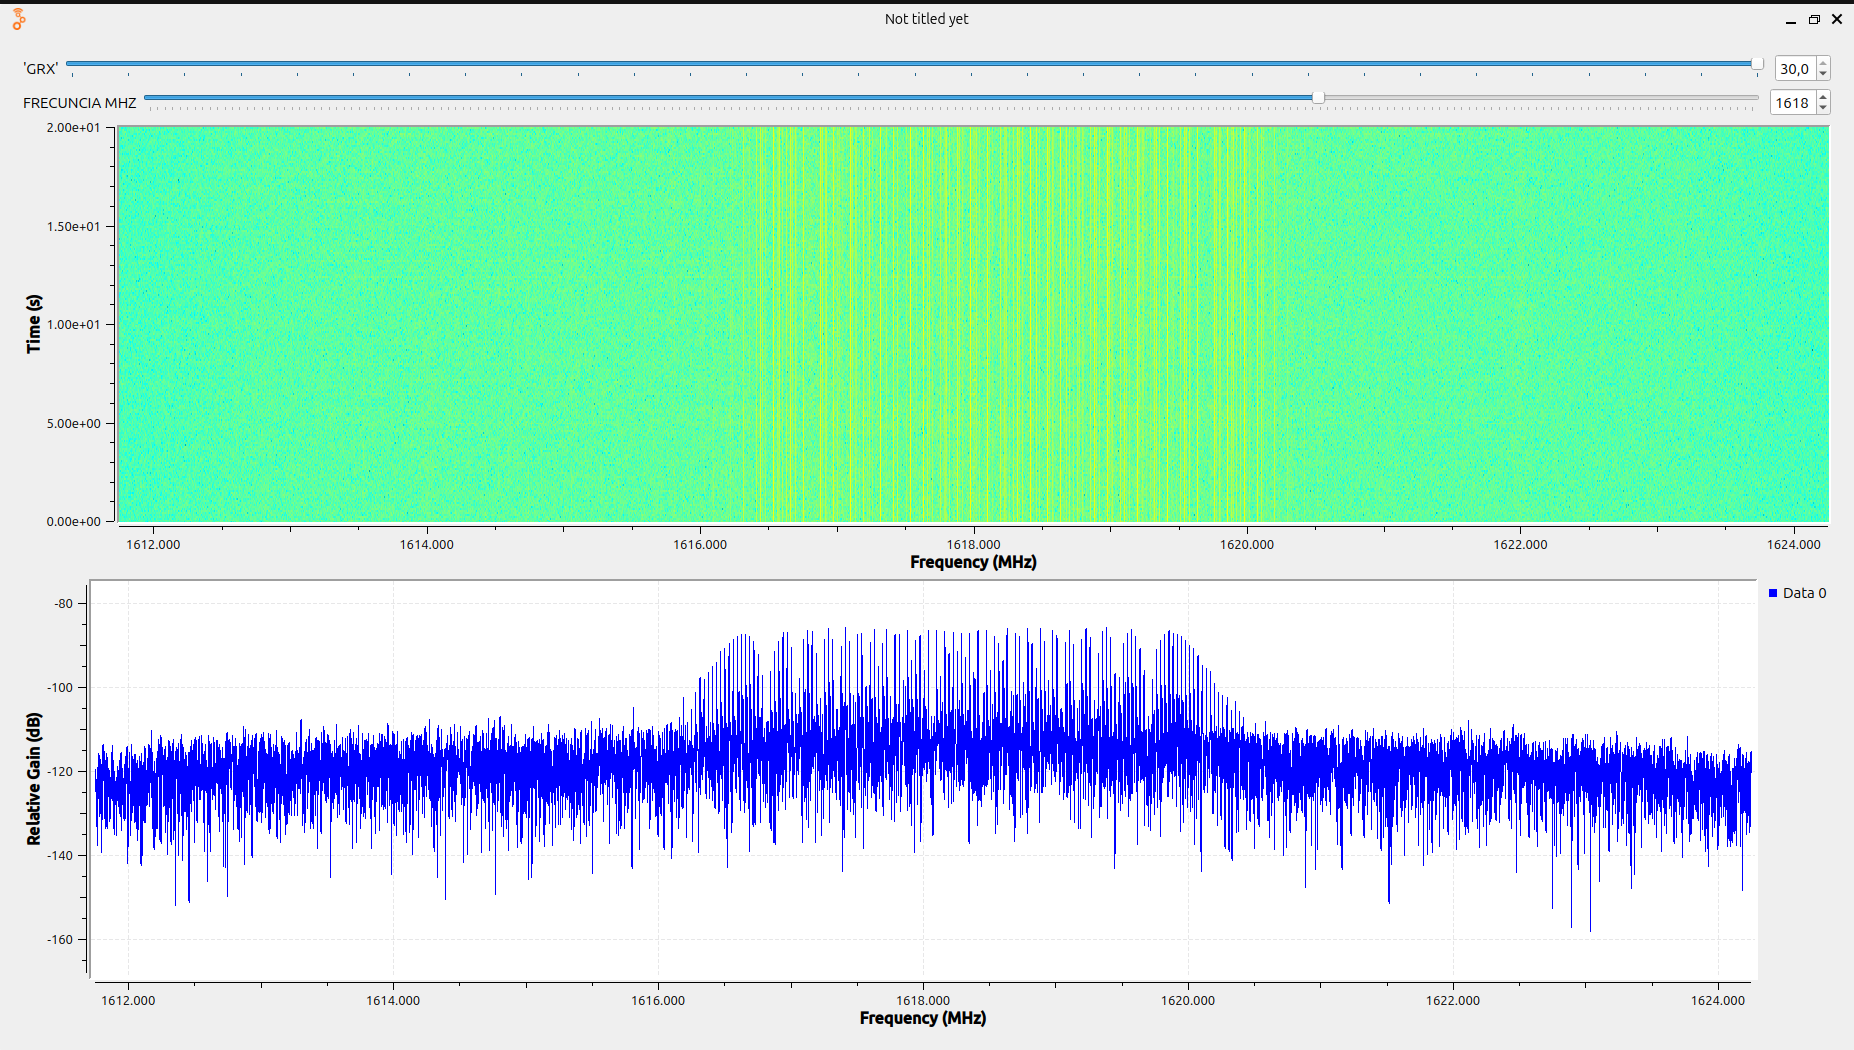 Not titled yet
'GRX'
30,0
FRECUNCIA MHZ
1618
2.00e+01
1.50e+01
1.00e+01
5.00e+00
0.00e+00
Time (s)
1612.000 1614.000 1616.000 1618.000 1620.000 1622.000 1624.000
Frequency (MHz)
Data 0
-80
-100
-120
-140
-160
Relative Gain (dB)
1612.000 1614.000 1616.000 1618.000 1620.000 1622.000 1624.000
Frequency (MHz)